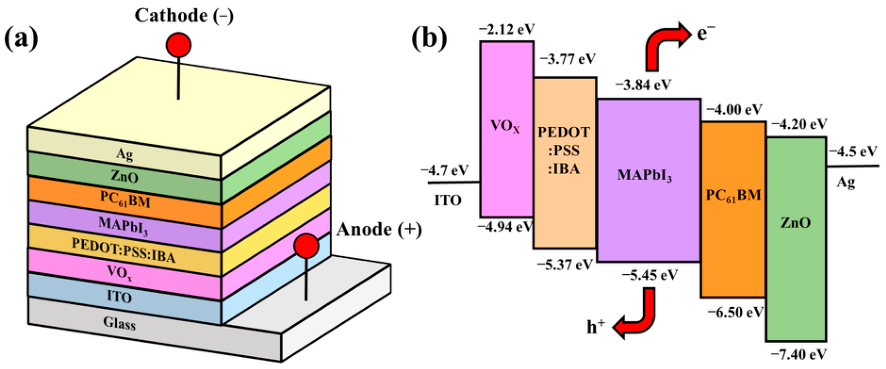 (a)
Cathode (–)
Ag
ZnO
PC₆₁BM
MAPbI₃
PEDOT:PSS:IBA
VOₓ
ITO
Glass
Anode (+)
(b)
−2.12 eV
−3.77 eV
e⁻
−3.84 eV
−4.00 eV
−4.20 eV
−4.5 eV
−4.7 eV
ITO
VOₓ
PEDOT
:PSS
:IBA
MAPbI₃
PC₆₁BM
ZnO
Ag
−4.94 eV
−5.37 eV
−5.45 eV
h⁺
−6.50 eV
−7.40 eV